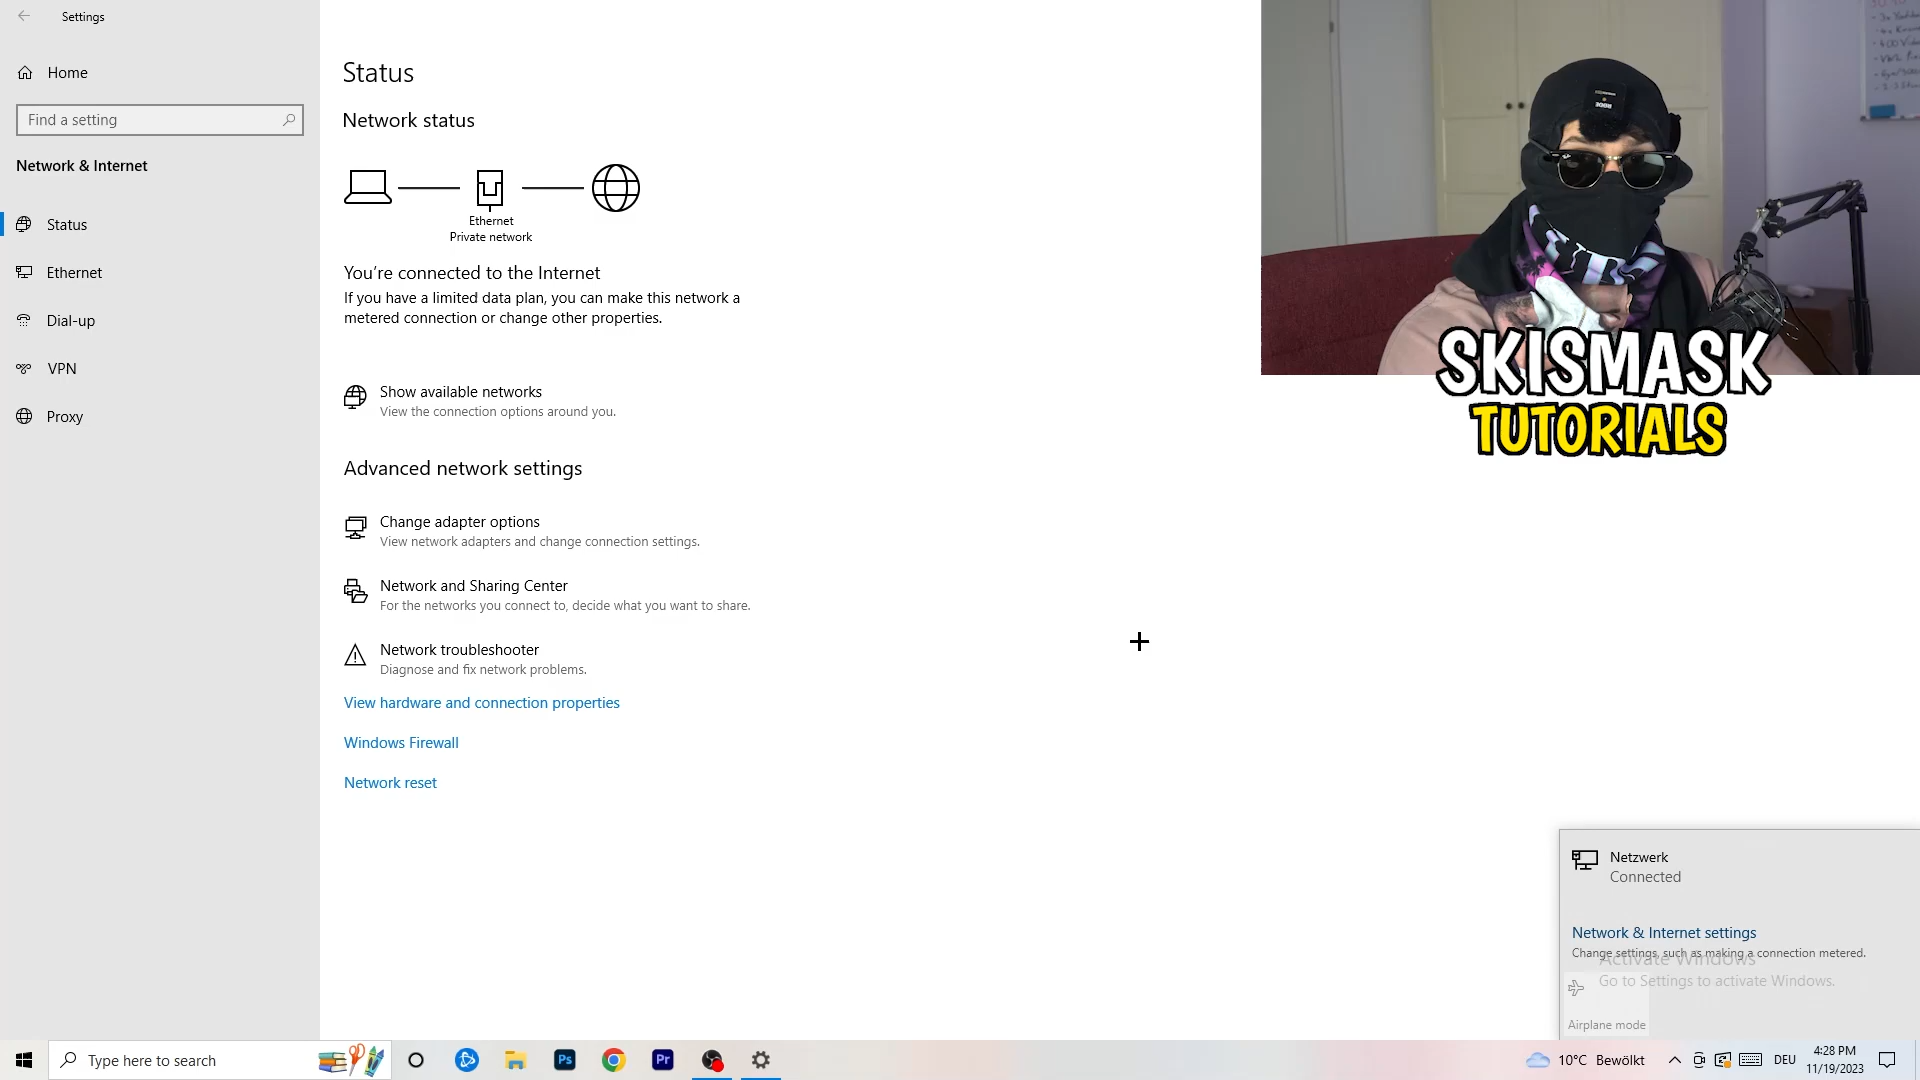 Settings
Home
Find a setting
Network & Internet
Status
Ethernet
Dial-up
VPN
Proxy
Status
Network status
Ethernet
Private network
You're connected to the Internet
If you have a limited data plan, you can make this network a
metered connection or change other properties.
Show available networks
View the connection options around you.
Advanced network settings
Change adapter options
View network adapters and change connection settings.
Network and Sharing Center
For the networks you connect to, decide what you want to share.
Network troubleshooter
Diagnose and fix network problems.
View hardware and connection properties
Windows Firewall
Network reset
SKISMASK
TUTORIALS
Netzwerk
Connected
Network & Internet settings
Change settings, such as making a connection metered.
Activate Windows
Go to Settings to activate Windows.
Airplane mode
Type here to search
Ps
Pr
10°C Bewölkt
DEU
4:28 PM
11/19/2023